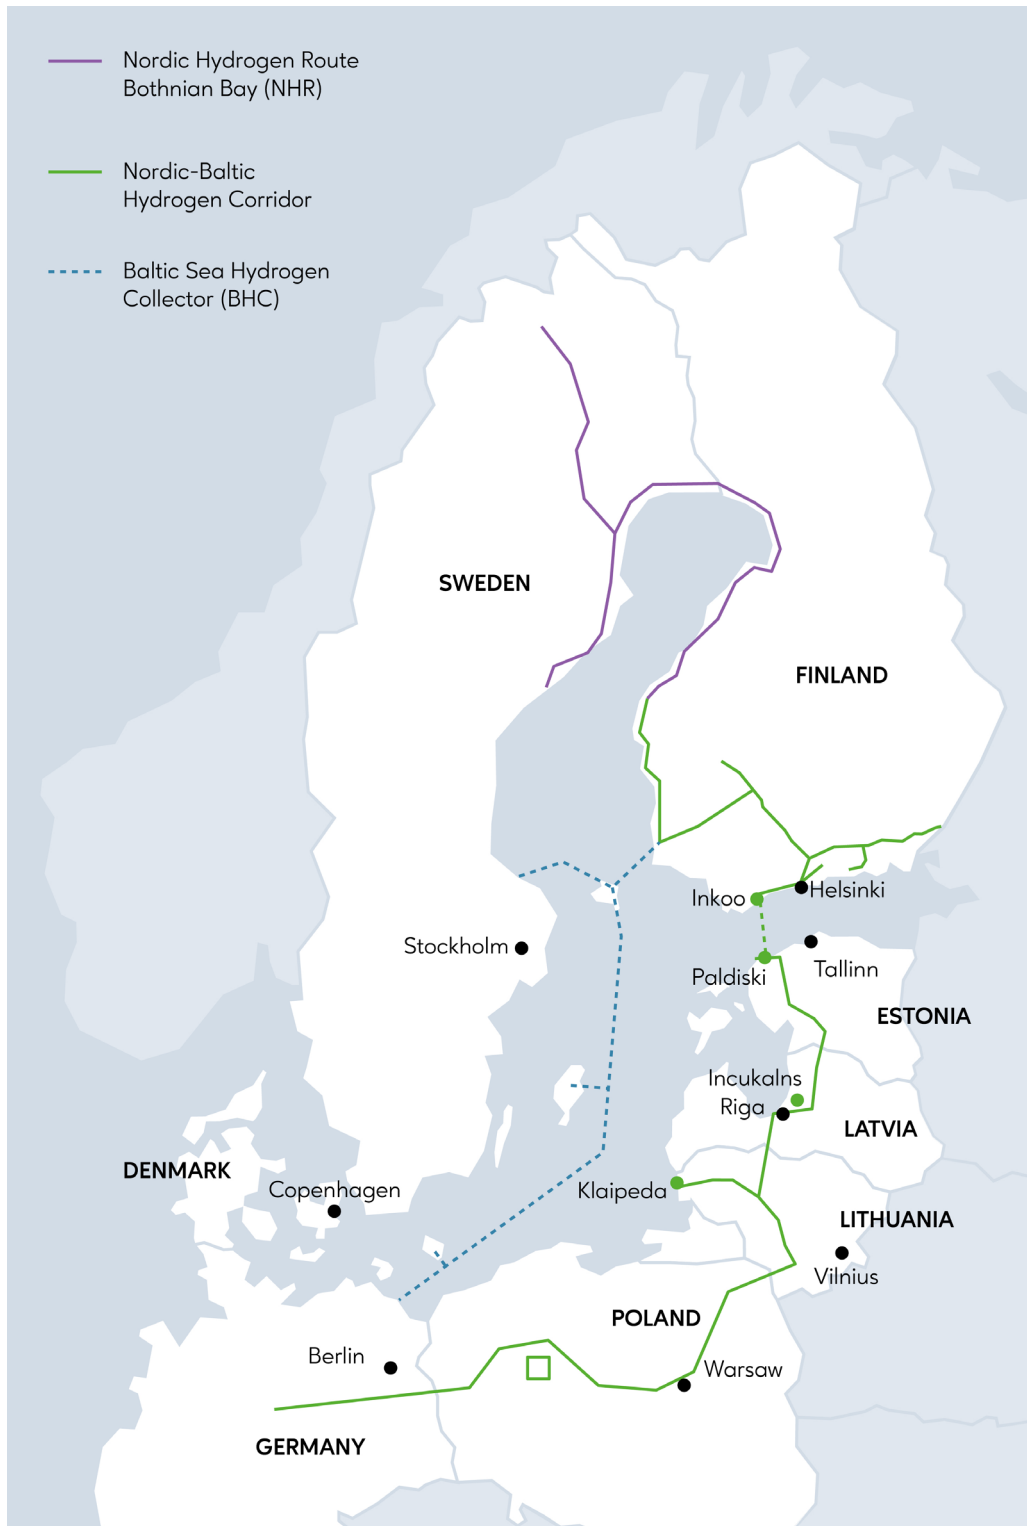 Nordic Hydrogen Route
Bothnian Bay (NHR)
Nordic-Baltic
Hydrogen Corridor
Baltic Sea Hydrogen
Collector (BHC)
SWEDEN
FINLAND
Inkoo
Helsinki
Stockholm
Tallinn
Paldiski
ESTONIA
Incukalns
Riga
LATVIA
DENMARK
Copenhagen
Klaipeda
LITHUANIA
Vilnius
POLAND
Berlin
Warsaw
GERMANY